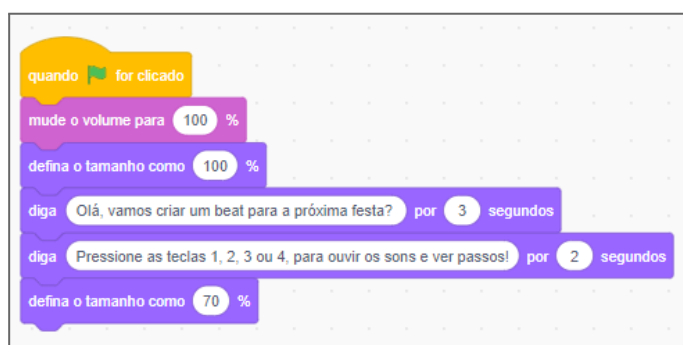 quando for clicado
mude o volume para 100 %
defina o tamanho como 100 %
diga Olá, vamos criar um beat para a próxima festa? por 3 segundos
diga Pressione as teclas 1, 2, 3 ou 4, para ouvir os sons e ver passos! por 2 segundos
defina o tamanho como 70 %